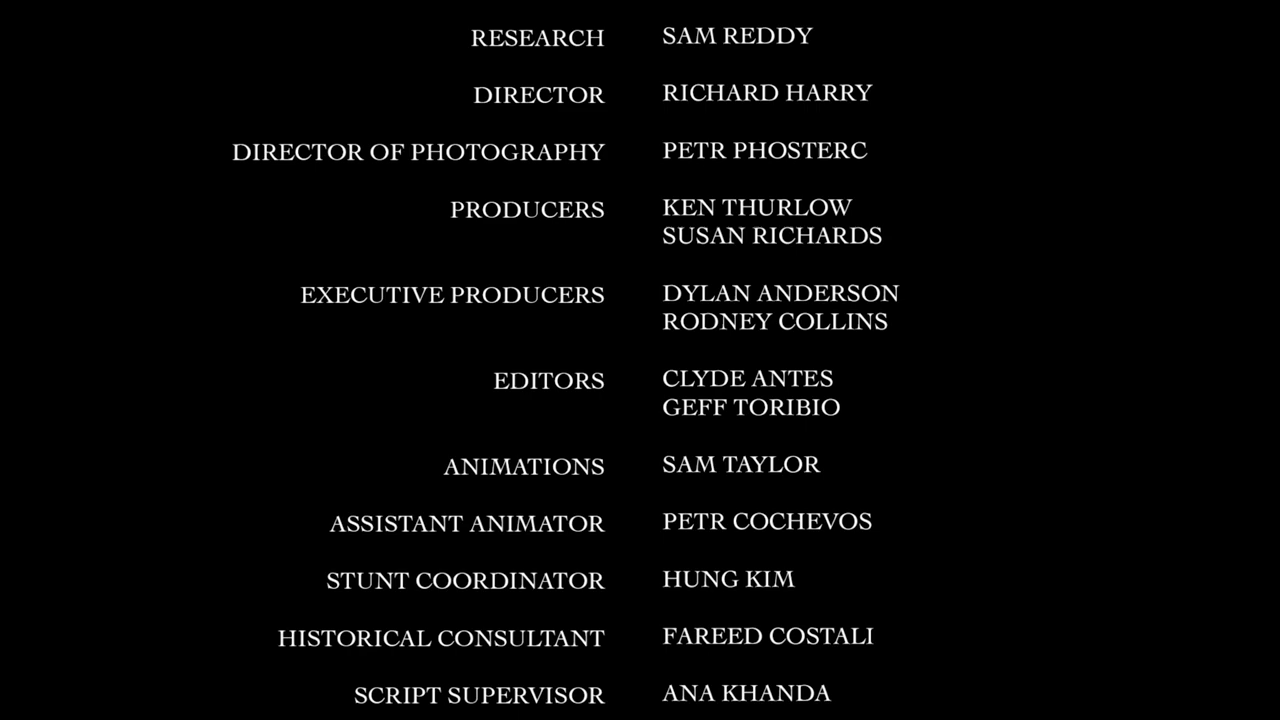 RESEARCH SAM REDDY
DIRECTOR RICHARD HARRY
DIRECTOR OF PHOTOGRAPHY PETR PHOSTERC
PRODUCERS KEN THURLOW
SUSAN RICHARDS
EXECUTIVE PRODUCERS DYLAN ANDERSON
RODNEY COLLINS
EDITORS CLYDE ANTES
GEFF TORIBIO
ANIMATIONS SAM TAYLOR
ASSISTANT ANIMATOR PETR COCHEVOS
STUNT COORDINATOR HUNG KIM
HISTORICAL CONSULTANT FAREED COSTALI
SCRIPT SUPERVISOR ANA KHANDA